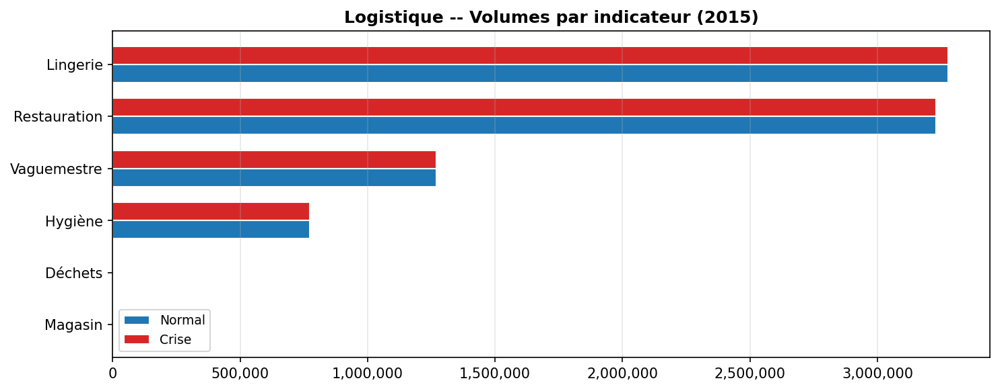 Logistique -- Volumes par indicateur (2015)
Lingerie
Restauration
Vaguemestre
Hygiène
Déchets
Magasin
Normal
Crise
0 500,000 1,000,000 1,500,000 2,000,000 2,500,000 3,000,000